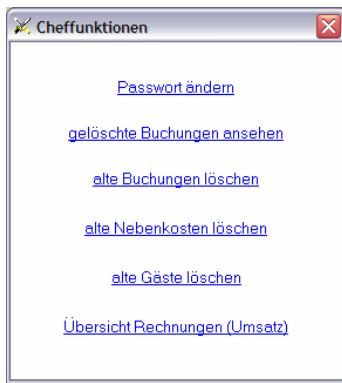 Cheffunktionen
Passwort ändern
gelöschte Buchungen ansehen
alte Buchungen löschen
alte Nebenkosten löschen
alte Gäste löschen
Übersicht Rechnungen (Umsatz)